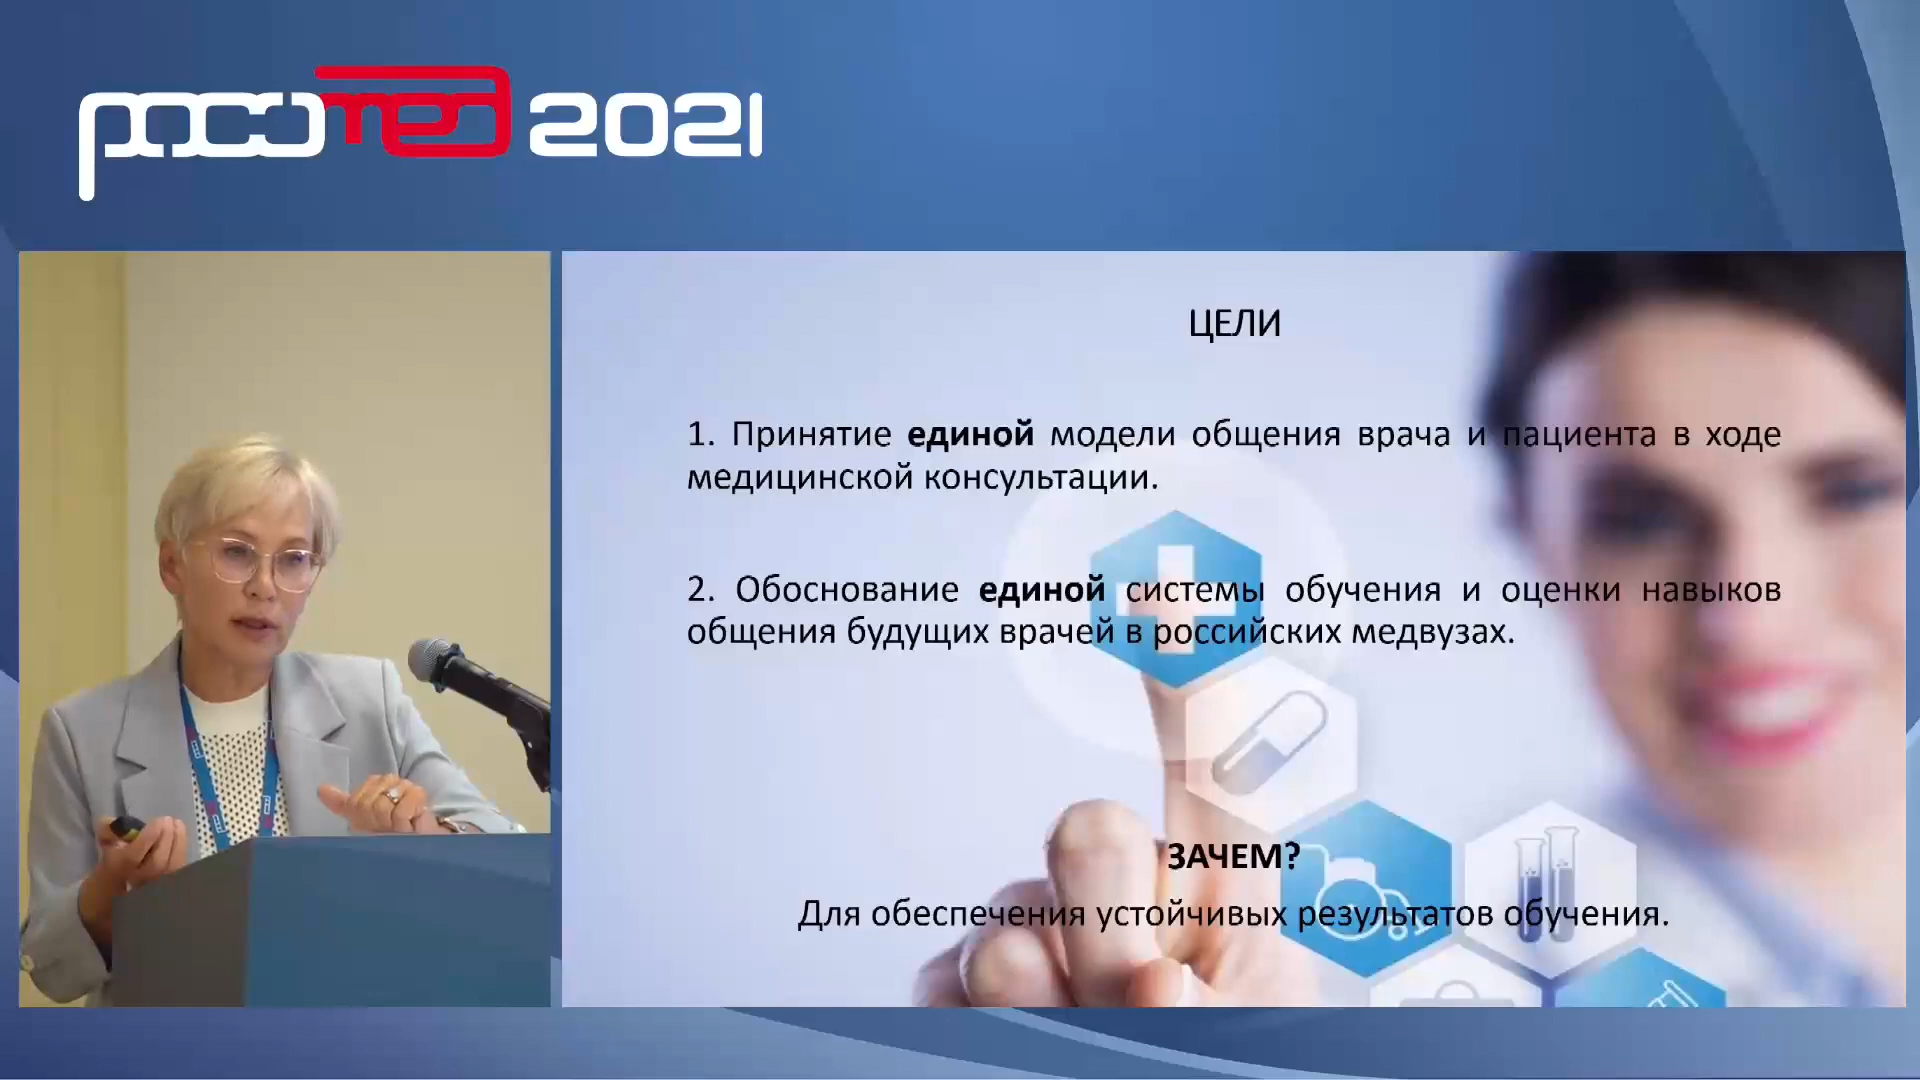 росомед 2021
ЦЕЛИ
1. Принятие единой модели общения врача и пациента в ходе
медицинской консультации.
2. Обоснование единой системы обучения и оценки навыков
общения будущих врачей в российских медвузах.
ЗАЧЕМ?
Для обеспечения устойчивых результатов обучения.